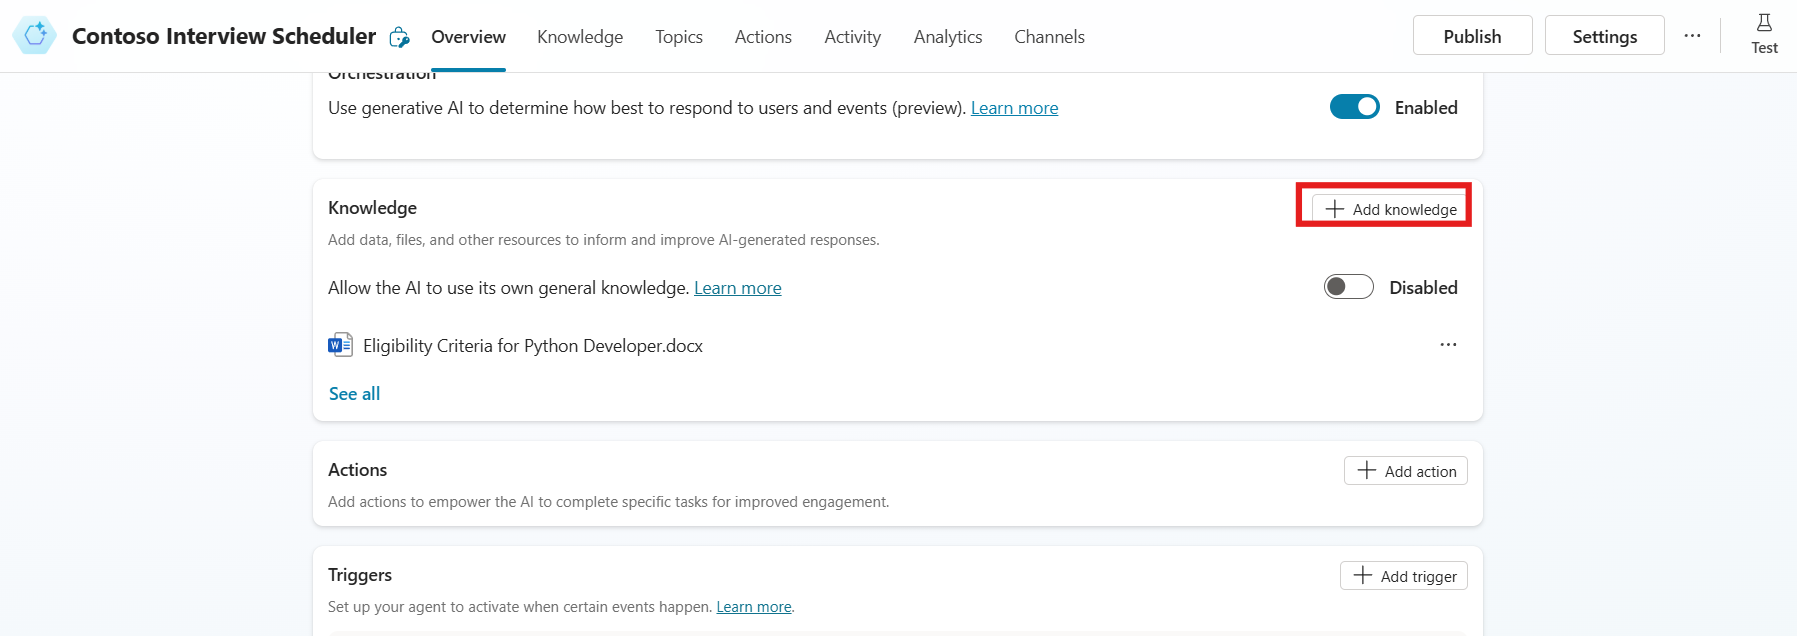 Contoso Interview Scheduler
Overview
Knowledge
Topics
Actions
Activity
Analytics
Channels
Publish
Settings
Test
Orchestration
Use generative AI to determine how best to respond to users and events (preview). Learn more
Enabled
Knowledge
Add knowledge
Add data, files, and other resources to inform and improve AI-generated responses.
Allow the AI to use its own general knowledge. Learn more
Disabled
Eligibility Criteria for Python Developer.docx
See all
Actions
Add action
Add actions to empower the AI to complete specific tasks for improved engagement.
Triggers
Add trigger
Set up your agent to activate when certain events happen. Learn more.